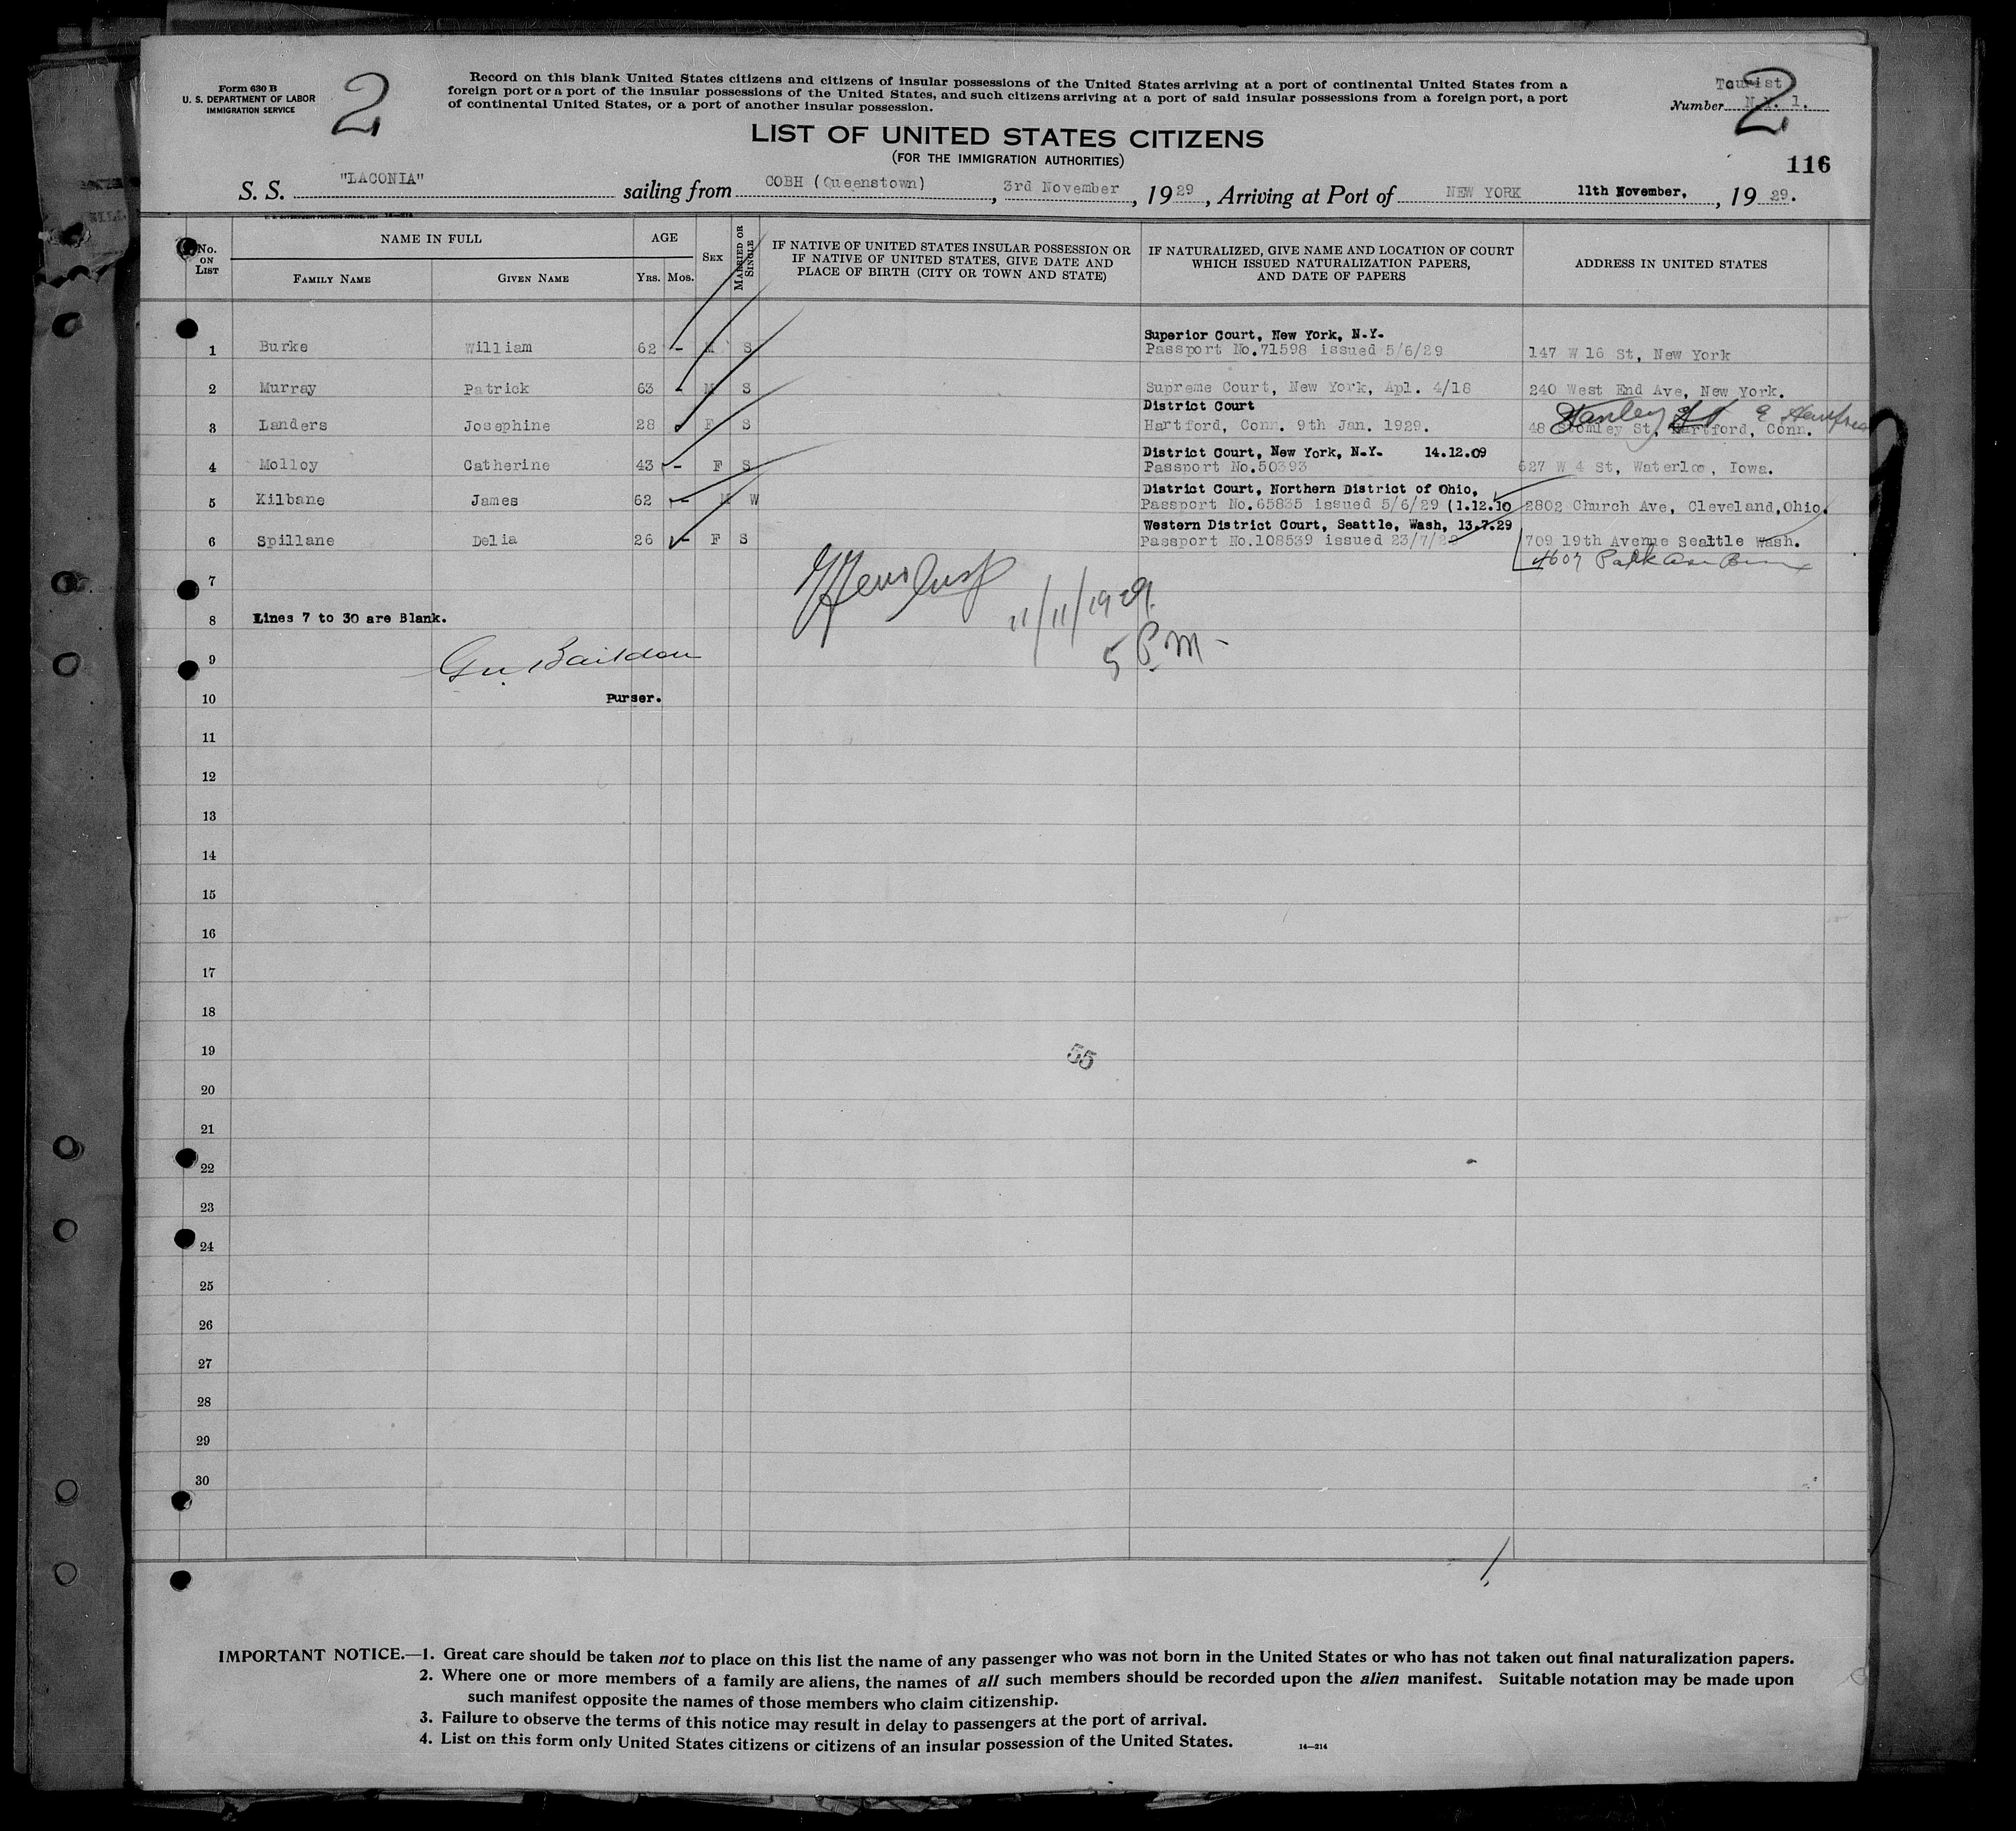 Form 630 B
U. S. DEPARTMENT OF LABOR
IMMIGRATION SERVICE
2
Record on this blank United States citizens and citizens of insular possessions of the United States arriving at a port of continental United States from a
foreign port or a port of the insular possessions of the United States, and such citizens arriving at a port of said insular possessions from a foreign port, a port
of continental United States, or a port of another insular possession.
Tourist
Number N.Y. 1.
2
LIST OF UNITED STATES CITIZENS
(FOR THE IMMIGRATION AUTHORITIES)
116
S. S. "LACONIA" sailing from COBH (Queenstown), 3rd November, 1929, Arriving at Port of NEW YORK 11th November, , 19 29.
No. ON LIST
NAME IN FULL
FAMILY NAME GIVEN NAME
AGE
YRS. MOS.
SEX
MARRIED OR SINGLE
IF NATIVE OF UNITED STATES INSULAR POSSESSION OR
IF NATIVE OF UNITED STATES, GIVE DATE AND
PLACE OF BIRTH (CITY OR TOWN AND STATE)
IF NATURALIZED, GIVE NAME AND LOCATION OF COURT
WHICH ISSUED NATURALIZATION PAPERS,
AND DATE OF PAPERS
ADDRESS IN UNITED STATES
Superior Court, New York, N.Y.
1 Burke William 62 - M S Passport No.71598 issued 5/6/29 147 W 16 St, New York
2 Murray Patrick 63 - M S Supreme Court, New York, Apl. 4/18 240 West End Ave, New York.
District Court Stanley St E
3 Landers Josephine 28 F S Hartford, Conn. 9th Jan. 1929. 48 Stomley St, Hartford, Conn.
District Court, New York, N.Y. 14.12.09
4 Molloy Catherine 43 - F S Passport No.50393 627 W 4 St, Waterloo, Iowa.
District Court, Northern District of Ohio,
5 Kilbane James 62 - M W Passport No.65835 issued 5/6/29 (1.12.10 2802 Church Ave, Cleveland,Ohio.
Western District Court, Seattle, Wash, 13.7.29
6 Spillane Delia 26 - F S Passport No.108539 issued 23/7/29 709 19th Avenue Seattle Wash.
4607 Park Ave
7
11/11/1929.
8 Lines 7 to 30 are Blank.
5 P.M -
9
10 Purser.
11
12
13
14
15
16
17
18
19
55
20
21
22
23
24
25
26
27
28
29
30
IMPORTANT NOTICE.—1. Great care should be taken not to place on this list the name of any passenger who was not born in the United States or who has not taken out final naturalization papers.
2. Where one or more members of a family are aliens, the names of all such members should be recorded upon the alien manifest. Suitable notation may be made upon
such manifest opposite the names of those members who claim citizenship.
3. Failure to observe the terms of this notice may result in delay to passengers at the port of arrival.
4. List on this form only United States citizens or citizens of an insular possession of the United States. 14—214